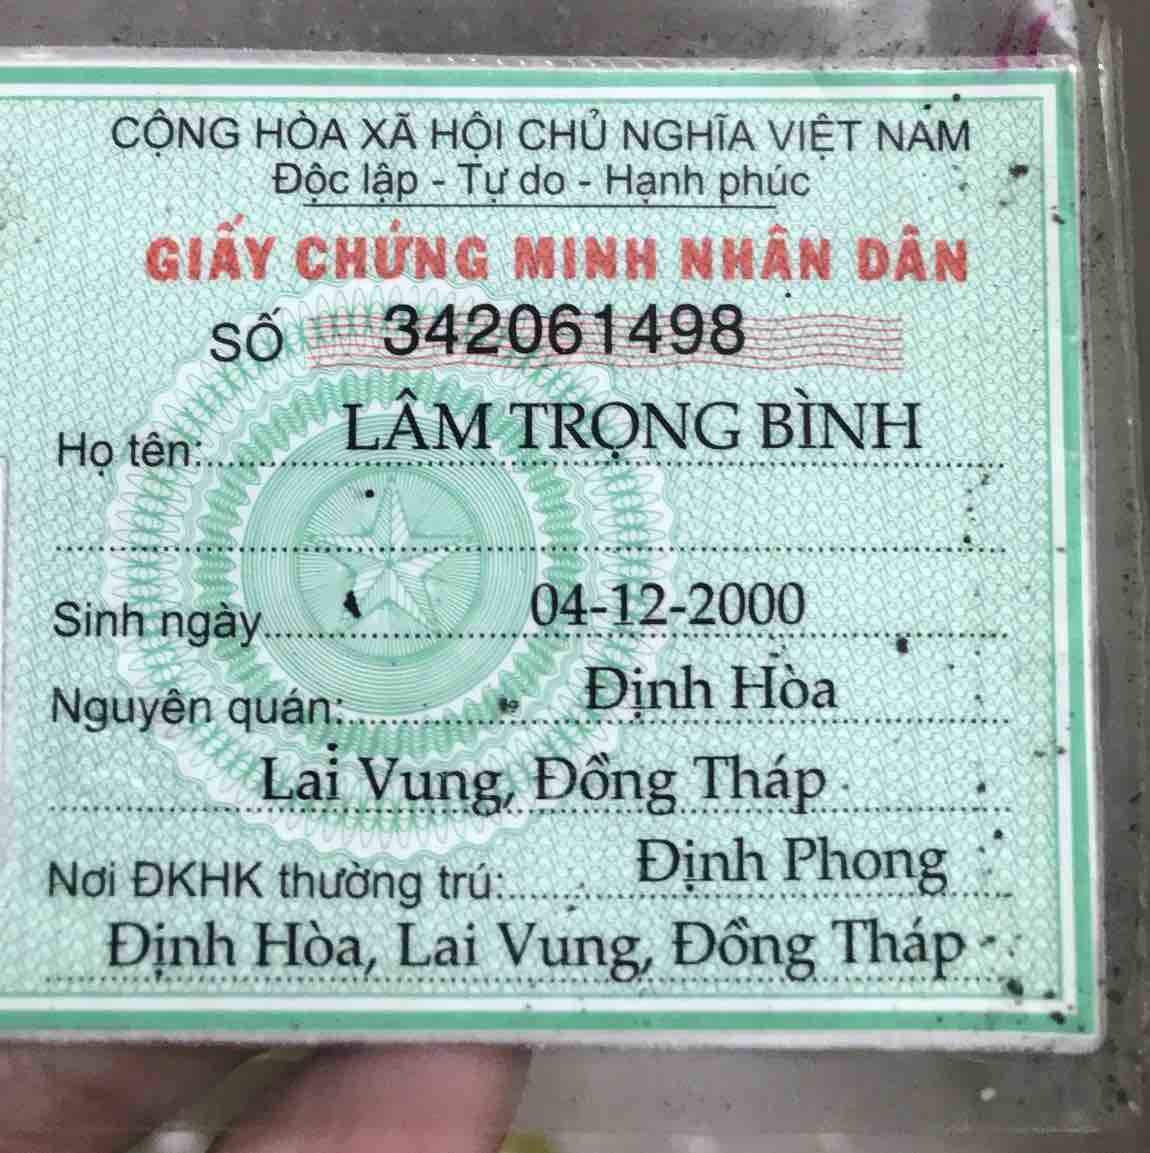 CỘNG HÒA XÃ HỘI CHỦ NGHĨA VIỆT NAM
Độc lập - Tự do - Hạnh phúc
GIẤY CHỨNG MINH NHÂN DÂN
SỐ 342061498
Họ tên: LÂM TRỌNG BÌNH
Sinh ngày 04-12-2000
Nguyên quán: Định Hòa
Lai Vung, Đồng Tháp
Nơi ĐKHK thường trú: Định Phong
Định Hòa, Lai Vung, Đồng Tháp